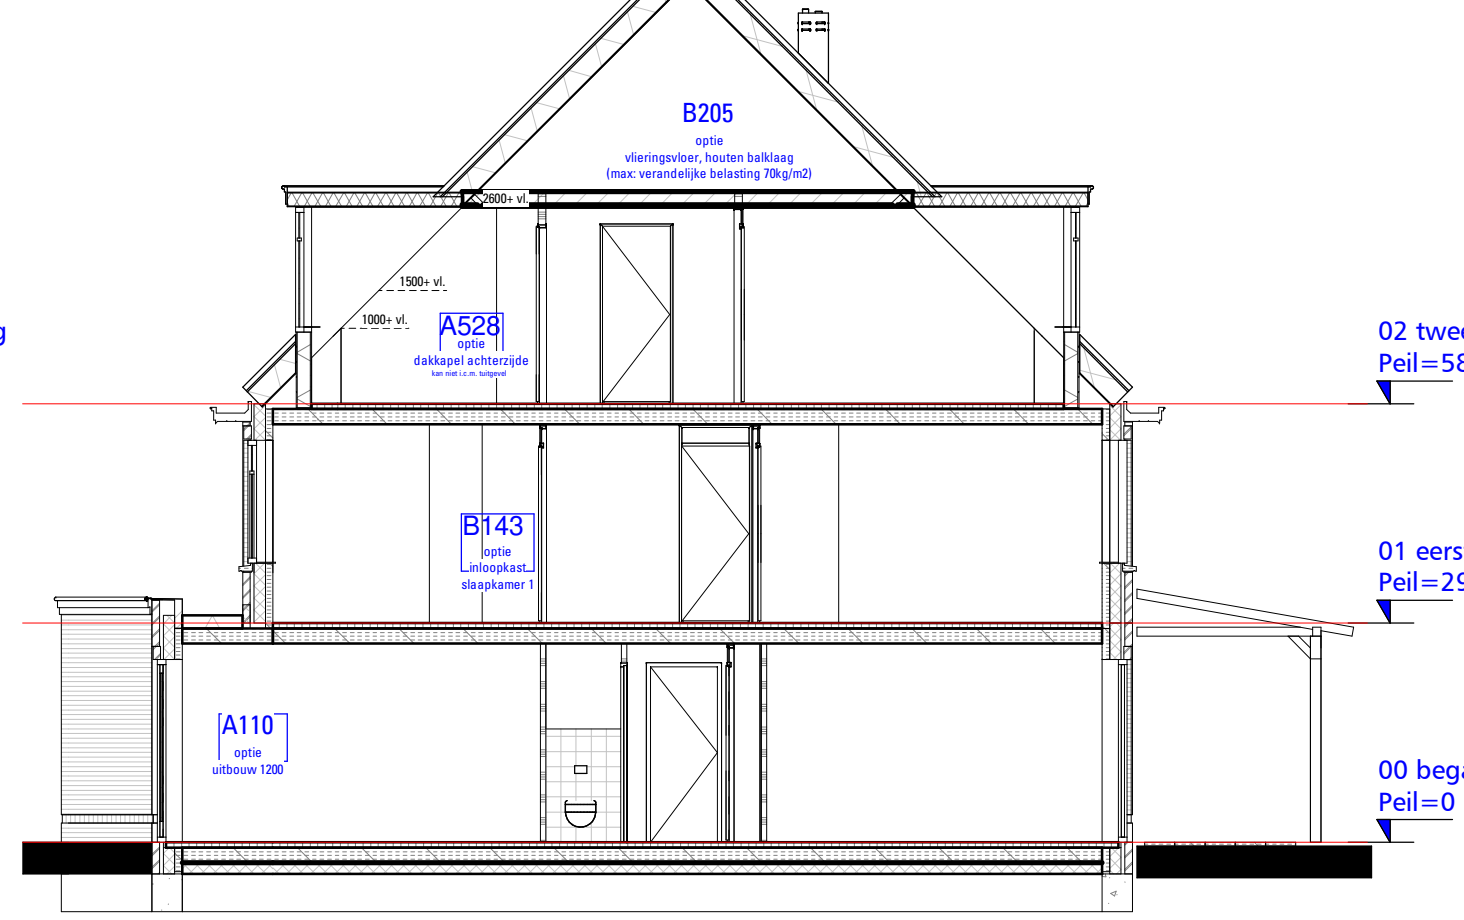 B205
optie
vlieringsvloer, houten balklaag
(max: verandelijke belasting 70kg/m2)
2600+ vl.
1500+ vl.
1000+ vl.
A528
optie
dakkapel achterzijde
kan niet i.c.m. tuitgevel
g
02 twee
Peil=58
B143
optie
inloopkast
slaapkamer 1
01 eers
Peil=29
A110
optie
uitbouw 1200
00 bega
Peil=0